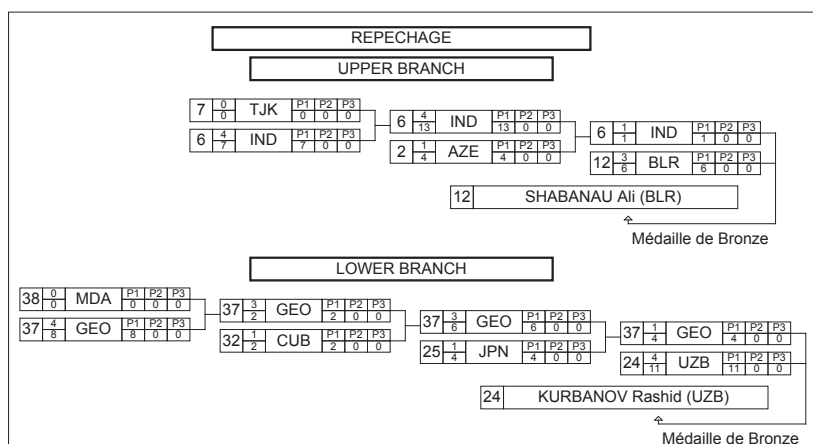 REPECHAGE
UPPER BRANCH
7 0 0 TJK P1 P2 P3 0 0 0
6 4 7 IND P1 P2 P3 7 0 0
6 4 13 IND P1 P2 P3 13 0 0
2 1 4 AZE P1 P2 P3 4 0 0
6 1 1 IND P1 P2 P3 1 0 0
12 3 6 BLR P1 P2 P3 6 0 0
12 SHABANAU Ali (BLR)
Médaille de Bronze
LOWER BRANCH
38 0 0 MDA P1 P2 P3 0 0 0
37 4 8 GEO P1 P2 P3 8 0 0
37 3 2 GEO P1 P2 P3 2 0 0
32 1 2 CUB P1 P2 P3 2 0 0
37 3 6 GEO P1 P2 P3 6 0 0
25 1 4 JPN P1 P2 P3 4 0 0
37 1 4 GEO P1 P2 P3 4 0 0
24 4 11 UZB P1 P2 P3 11 0 0
24 KURBANOV Rashid (UZB)
Médaille de Bronze